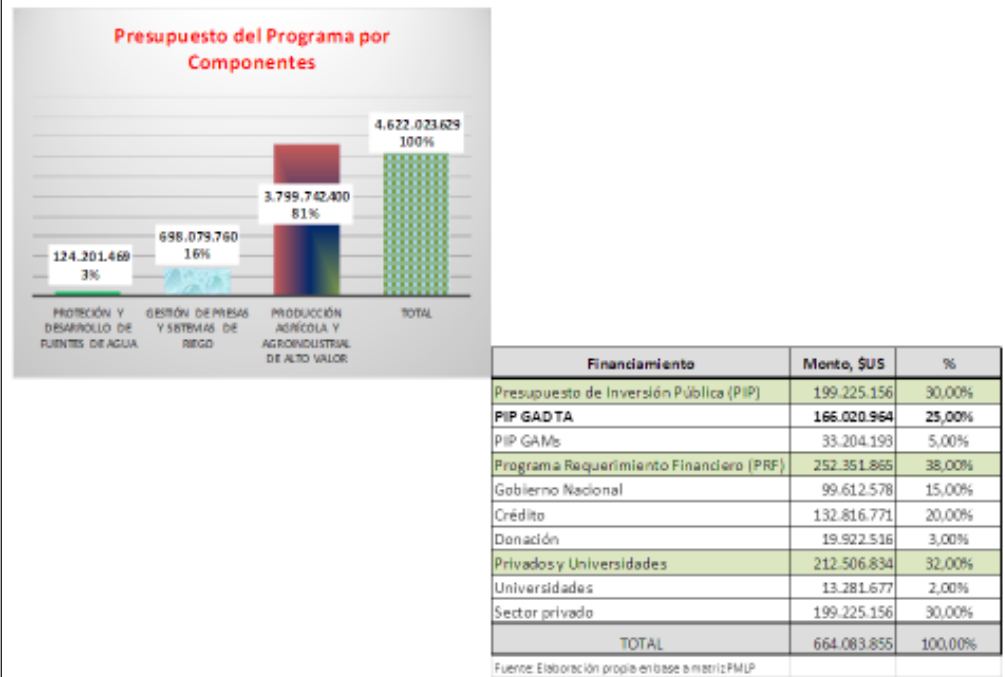 Presupuesto del Programa por
Componentes
4.622.023.629
100%
3.799.742.400
81%
698.079.760
16%
124.201.469
3%
PROTECIÓN Y
DESARROLLO DE
FUENTES DE AGUA
GESTIÓN DE PRESAS
Y SISTEMAS DE
RIEGO
PRODUCCIÓN
AGRÍCOLA Y
AGROINDUSTRIAL
DE ALTO VALOR
TOTAL
Financiamiento Monto, $US %
Presupuesto de Inversión Pública (PIP) 199.225.156 30,00%
PIP GADTA 166.020.964 25,00%
PIP GAMs 33.204.193 5,00%
Programa Requerimiento Financiero (PRF) 252.351.865 38,00%
Gobierno Nacional 99.612.578 15,00%
Crédito 132.816.771 20,00%
Donación 19.922.516 3,00%
Privados y Universidades 212.506.834 32,00%
Universidades 13.281.677 2,00%
Sector privado 199.225.156 30,00%
TOTAL 664.083.855 100,00%
Fuente: Elaboración propia en base a matriz PMLP